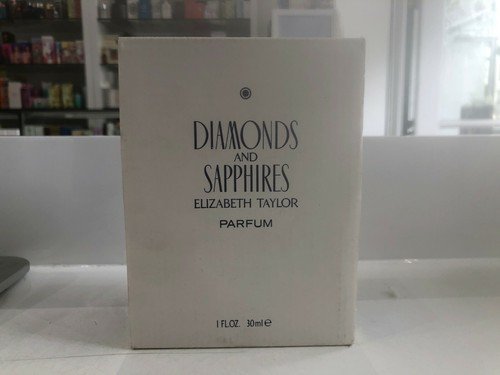 DIAMONDS
AND
SAPPHIRES
ELIZABETH TAYLOR
PARFUM
1 FL.OZ. 30ml℮